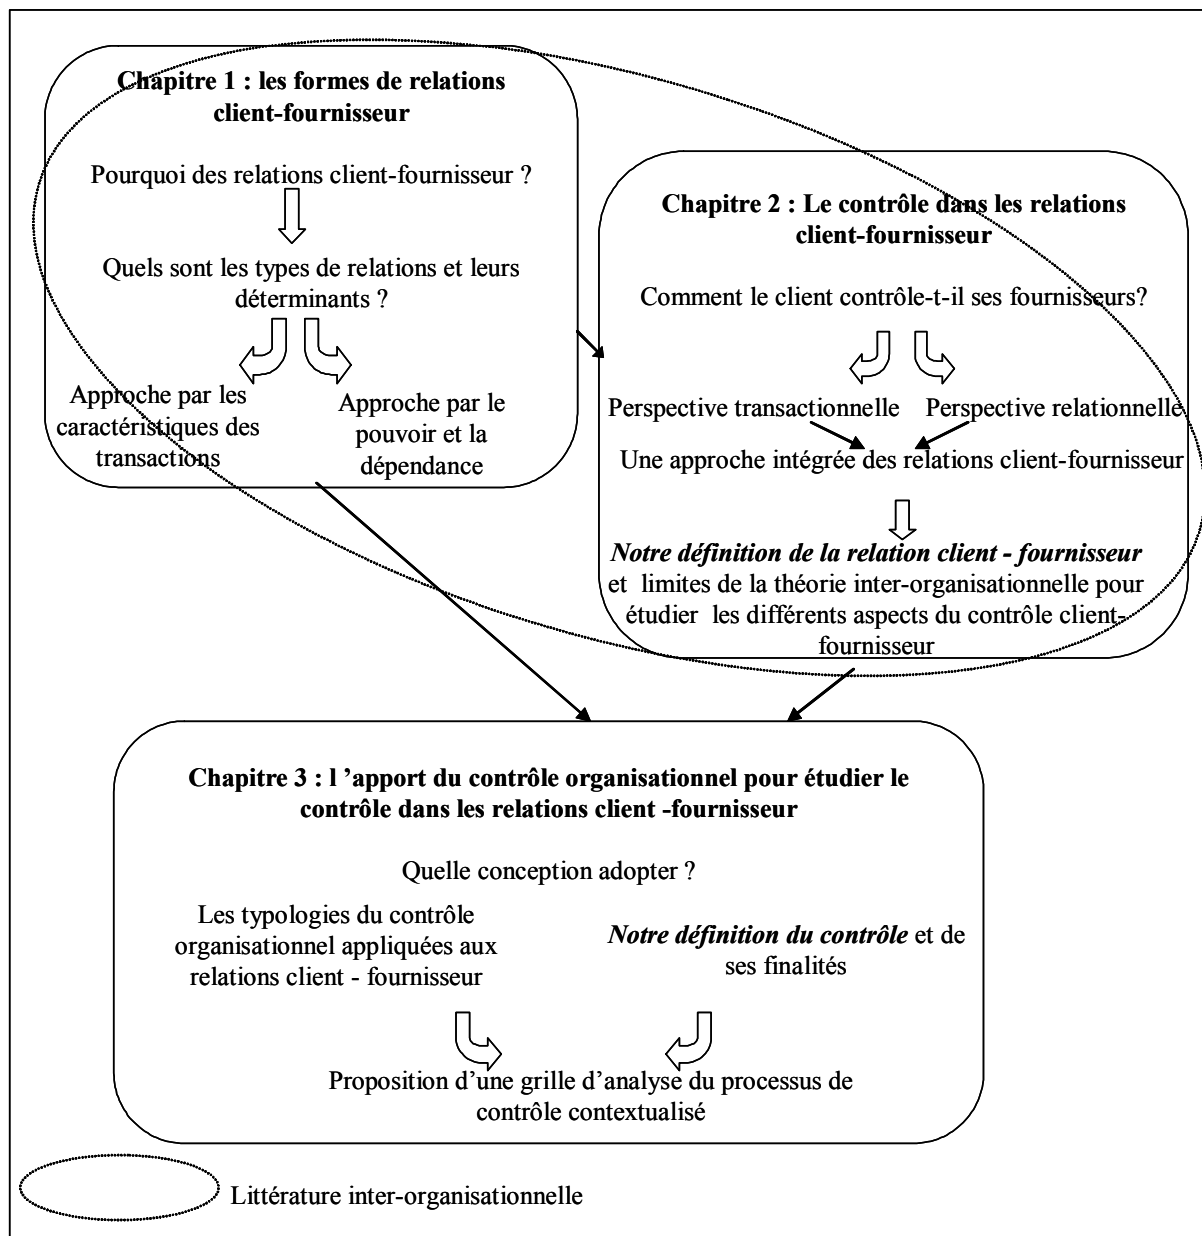 Chapitre 1 : les formes de relations
client-fournisseur
Pourquoi des relations client-fournisseur ?
Quels sont les types de relations et leurs
déterminants ?
Approche par les
caractéristiques des
transactions
Approche par le
pouvoir et la
dépendance
Chapitre 2 : Le contrôle dans les relations
client-fournisseur
Comment le client contrôle-t-il ses fournisseurs?
Perspective transactionnelle
Perspective relationnelle
Une approche intégrée des relations client-fournisseur
Notre définition de la relation client - fournisseur
et limites de la théorie inter-organisationnelle pour
étudier les différents aspects du contrôle client-
fournisseur
Chapitre 3 : l ’apport du contrôle organisationnel pour étudier le
contrôle dans les relations client -fournisseur
Quelle conception adopter ?
Les typologies du contrôle
organisationnel appliquées aux
relations client - fournisseur
Notre définition du contrôle et de
ses finalités
Proposition d’une grille d’analyse du processus de
contrôle contextualisé
Littérature inter-organisationnelle